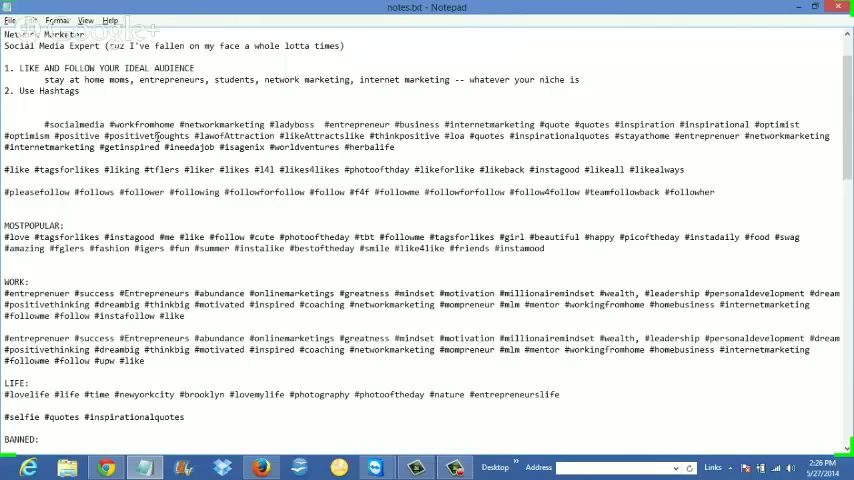 notes.txt - Notepad
File Edit Format View Help
Google+
Network Marketer
Social Media Expert (cuz I've fallen on my face a whole lotta times)
1. LIKE AND FOLLOW YOUR IDEAL AUDIENCE
stay at home moms, entrepreneurs, students, network marketing, internet marketing -- whatever your niche is
2. Use Hashtags
#socialmedia #workfromhome #networkmarketing #ladyboss #entrepreneur #business #internetmarketing #quote #quotes #inspiration #inspirational #optimist
#optimism #positive #positivethoughts #lawofAttraction #likeAttractslike #thinkpositive #loa #quotes #inspirationalquotes #stayathome #entreprenuer #networkmarketing
#internetmarketing #getinspired #ineedajob #isagenix #worldventures #herbalife
#like #tagsforlikes #liking #tflers #liker #likes #l4l #likes4likes #photooftheday #likeforlike #likeback #instagood #likeall #likealways
#pleasefollow #follows #follower #following #followforfollow #follow #f4f #followme #followforfollow #follow4follow #teamfollowback #followher
MOSTPOPULAR:
#love #tagsforlikes #instagood #me #like #follow #cute #photooftheday #tbt #followme #tagsforlikes #girl #beautiful #happy #picoftheday #instadaily #food #swag
#amazing #fglers #fashion #igers #fun #summer #instalike #bestoftheday #smile #like4like #friends #instamood
WORK:
#entreprenuer #success #Entrepreneurs #abundance #onlinemarketing #greatness #mindset #motivation #millionairemindset #wealth, #leadership #personaldevelopment #dream
#positivethinking #dreambig #thinkbig #motivated #inspired #coaching #networkmarketing #mompreneur #mlm #mentor #workingfromhome #homebusiness #internetmarketing
#followme #follow #instafollow #like
#entreprenuer #success #Entrepreneurs #abundance #onlinemarketings #greatness #mindset #motivation #millionairemindset #wealth, #leadership #personaldevelopment #dream
#positivethinking #dreambig #thinkbig #motivated #inspired #coaching #networkmarketing #mompreneur #mlm #mentor #workingfromhome #homebusiness #internetmarketing
#followme #follow #upw #like
LIFE:
#lovelife #life #time #newyorkcity #brooklyn #lovemylife #photography #photooftheday #nature #entrepreneurslife
#selfie #quotes #inspirationalquotes
BANNED:
Desktop Address Links 2:26 PM
5/27/2014